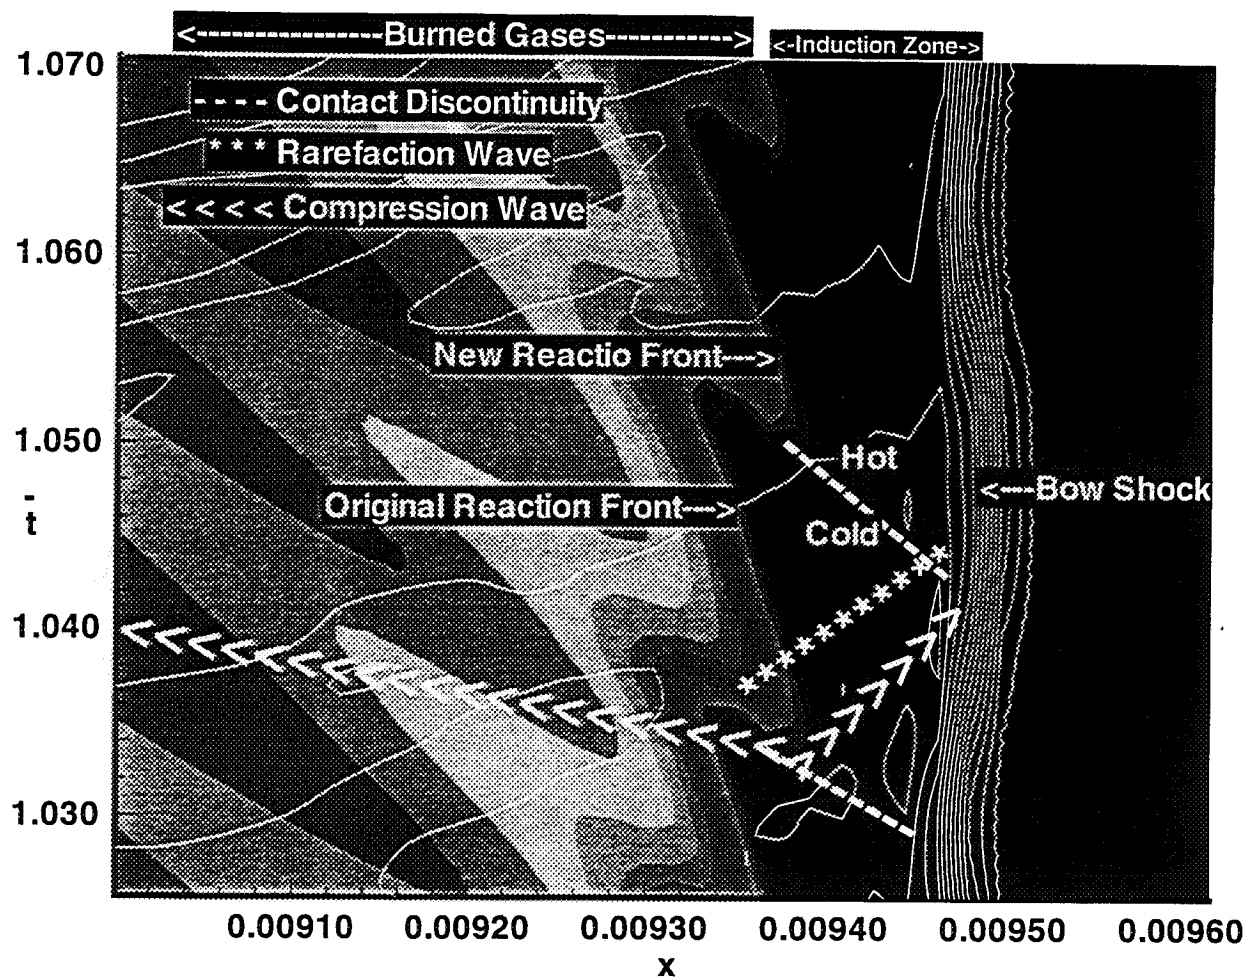 <---------------Burned Gases---------->
<-Induction Zone->
1.070
---- Contact Discontinuity
*** Rarefaction Wave
<<<< Compression Wave
1.060
New Reactio Front--->
1.050
Hot
Original Reaction Front--->
<---Bow Shock
t
Cold
1.040
1.030
0.00910 0.00920 0.00930 0.00940 0.00950 0.00960
x